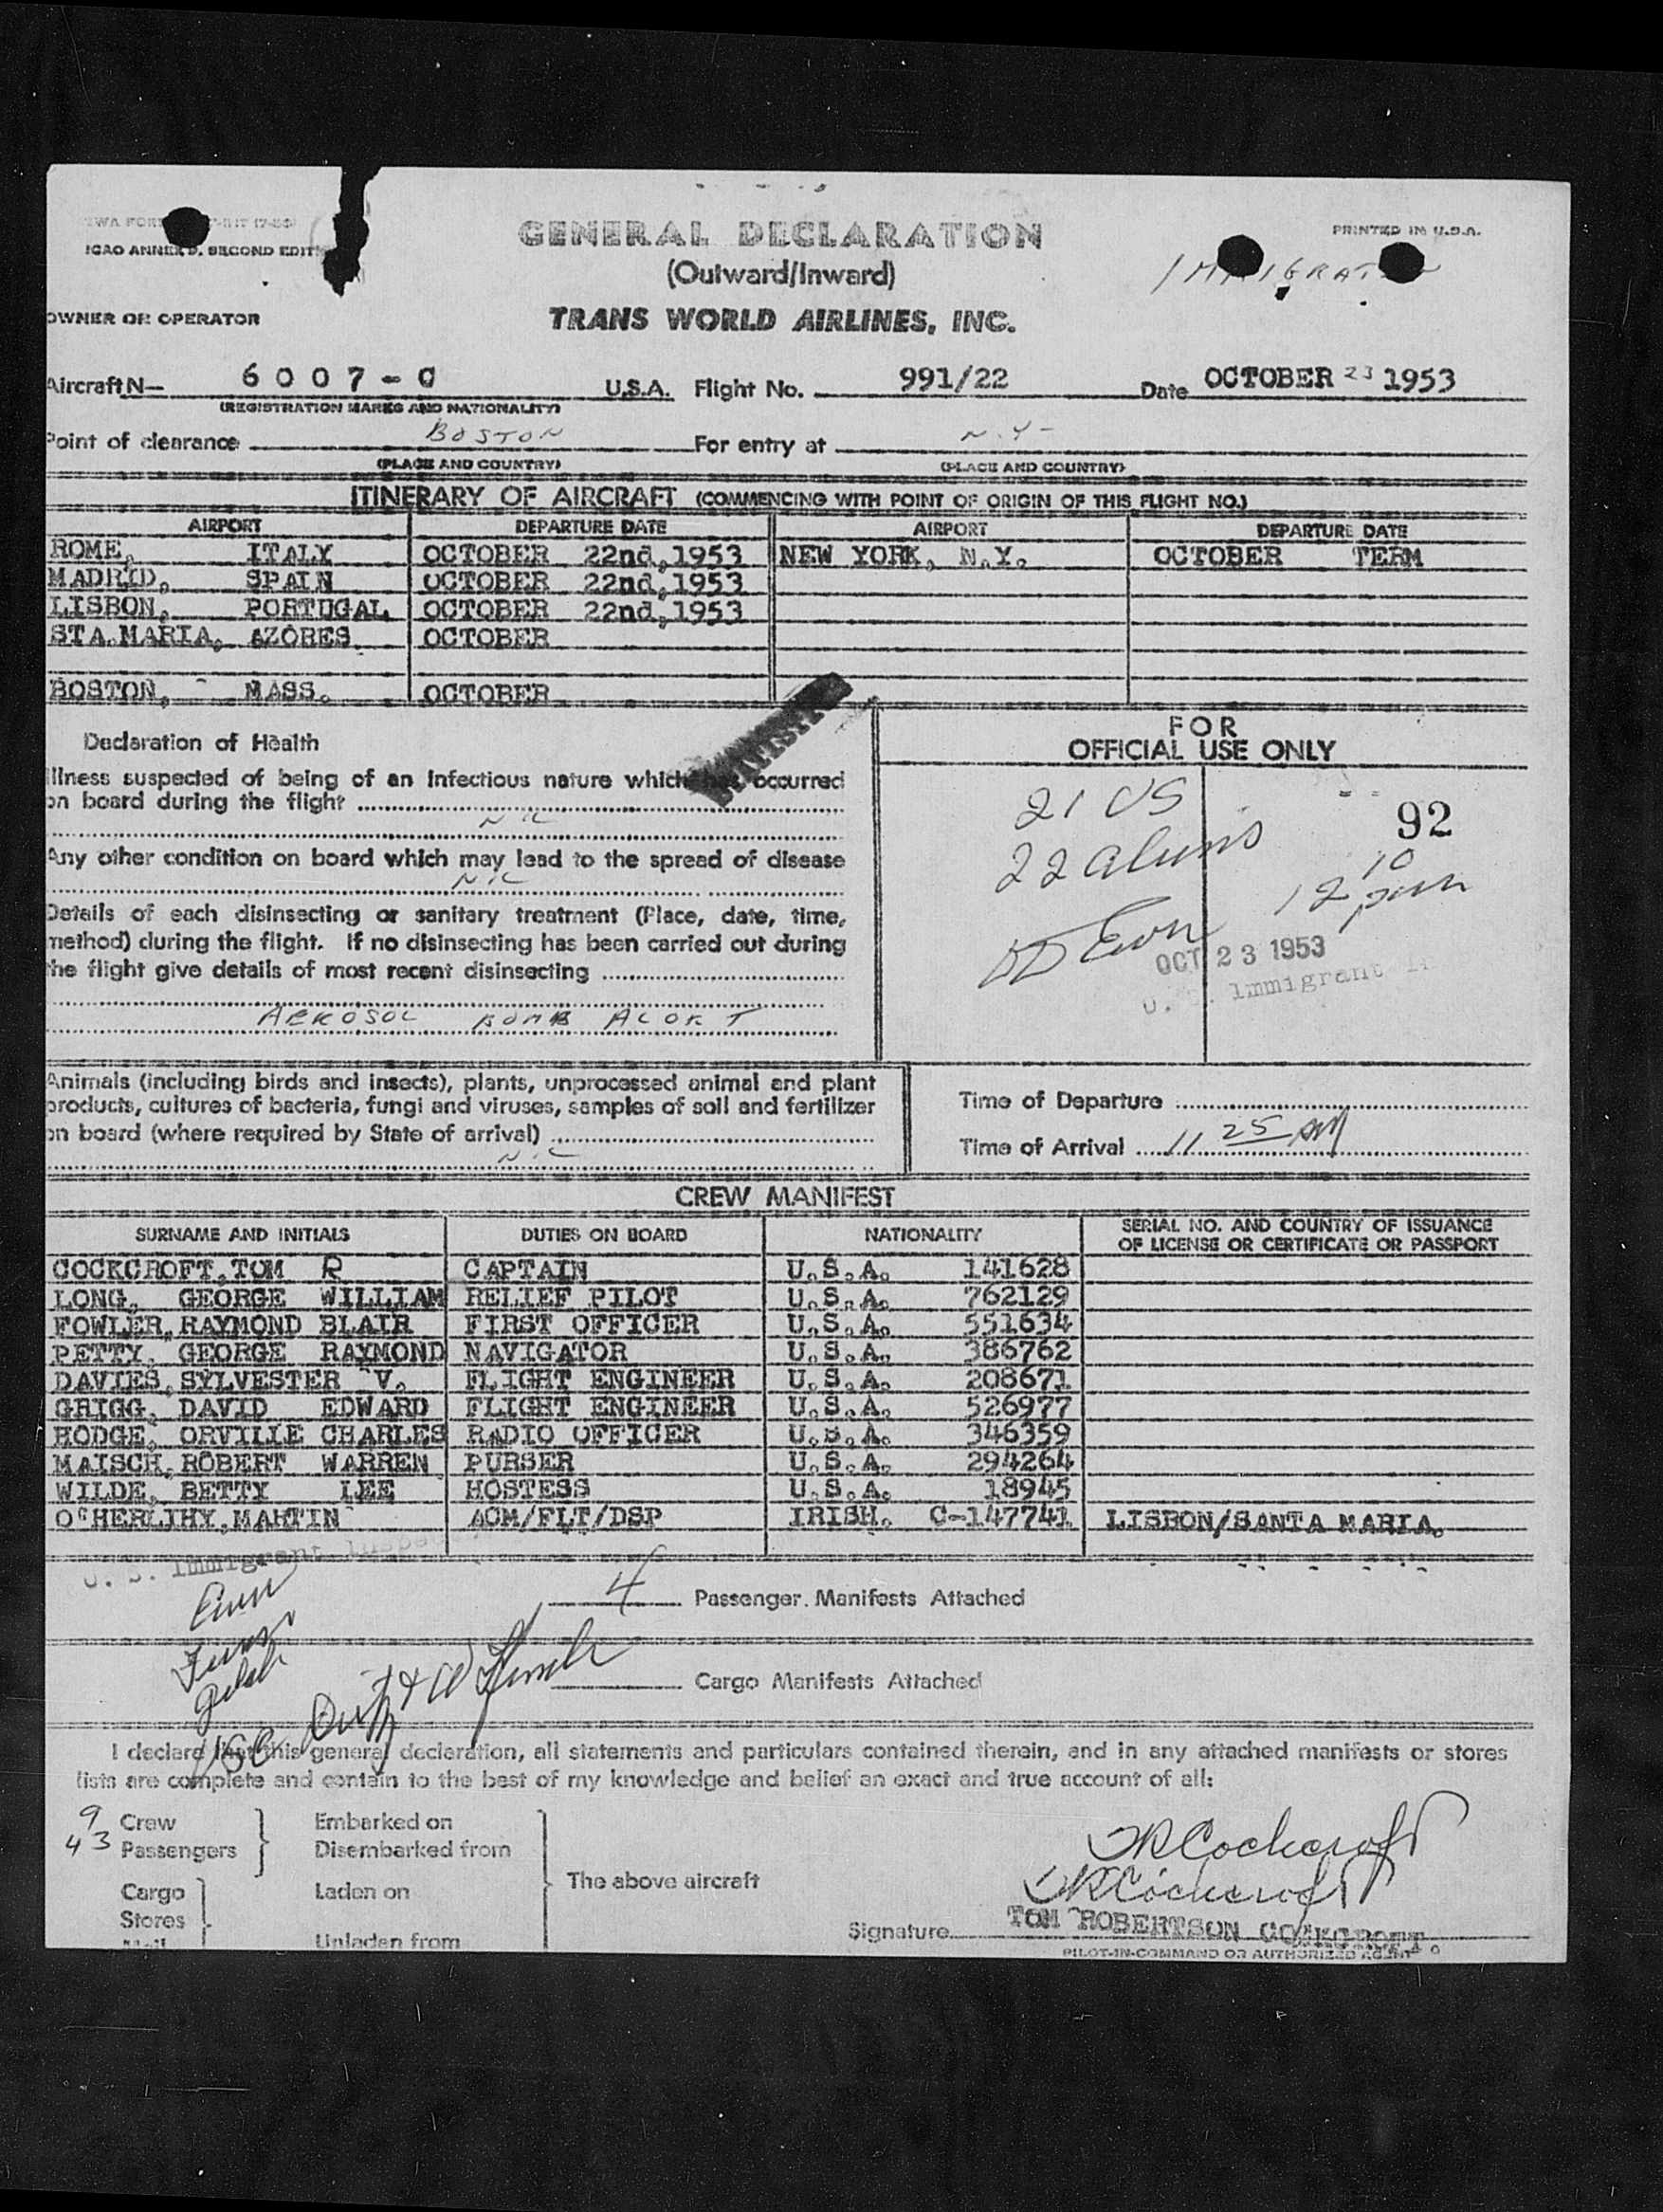 GENERAL DECLARATION
PRINTED IN U.S.A.
ICAO ANNEX 9, SECOND EDIT
(Outward/Inward)
OWNER OR OPERATOR
TRANS WORLD AIRLINES, INC.
Aircraft N— 6007-C U.S.A. Flight No. 991/22 Date OCTOBER 23 1953
(REGISTRATION MARKS AND NATIONALITY)
Point of clearance BOSTON For entry at N.Y-
(PLACE AND COUNTRY) (PLACE AND COUNTRY)
ITINERARY OF AIRCRAFT (COMMENCING WITH POINT OF ORIGIN OF THIS FLIGHT NO.)
AIRPORT DEPARTURE DATE AIRPORT DEPARTURE DATE
ROME, ITALY OCTOBER 22nd,1953 NEW YORK, N.Y. OCTOBER TERM
MADRID, SPAIN OCTOBER 22nd,1953
LISBON, PORTUGAL OCTOBER 22nd,1953
STA.MARIA, AZORES OCTOBER
BOSTON, MASS. OCTOBER
Declaration of Health
Illness suspected of being of an infectious nature which has occurred
on board during the flight
NIL
Any other condition on board which may lead to the spread of disease
NIL
Details of each disinsecting or sanitary treatment (Place, date, time,
method) during the flight. If no disinsecting has been carried out during
the flight give details of most recent disinsecting
AEROSOL BOMB ALOFT
FOR
OFFICIAL USE ONLY
21 US
92
22 aliens
12 10 pm
OCT 23 1953
U. S. Immigrant
Animals (including birds and insects), plants, unprocessed animal and plant
products, cultures of bacteria, fungi and viruses, samples of soil and fertilizer
on board (where required by State of arrival)
NIL
Time of Departure
Time of Arrival 11 25 AM
CREW MANIFEST
SURNAME AND INITIALS DUTIES ON BOARD NATIONALITY SERIAL NO. AND COUNTRY OF ISSUANCE
OF LICENSE OR CERTIFICATE OR PASSPORT
COCKCROFT,TOM R CAPTAIN U.S.A. 141628
LONG, GEORGE WILLIAM RELIEF PILOT U.S.A. 762129
FOWLER,RAYMOND BLAIR FIRST OFFICER U.S.A. 551634
PETTY, GEORGE RAYMOND NAVIGATOR U.S.A. 386762
DAVIES,SYLVESTER V. FLIGHT ENGINEER U.S.A. 208671
GRIGG, DAVID EDWARD FLIGHT ENGINEER U.S.A. 526977
HODGE, ORVILLE CHARLES RADIO OFFICER U.S.A. 346359
MAISCH,ROBERT WARREN PURSER U.S.A. 294264
WILDE, BETTY LEE HOSTESS U.S.A. 18945
O'HERLIHY,MARTIN AOM/FLT/DSP IRISH. C-147741 LISBON/SANTA MARIA.
U. S. Immigrant Inspe
4 Passenger Manifests Attached
Cargo Manifests Attached
I declare that this general declaration, all statements and particulars contained therein, and in any attached manifests or stores
lists are complete and contain to the best of my knowledge and belief an exact and true account of all:
9 Crew Embarked on
43 Passengers Disembarked from
The above aircraft
Cargo Laden on
Stores
Mail Unladen from
TRCockcroft
TRCockcroft
Signature TOM ROBERTSON COCKCROFT.
PILOT-IN-COMMAND OR AUTHORIZED AGENT